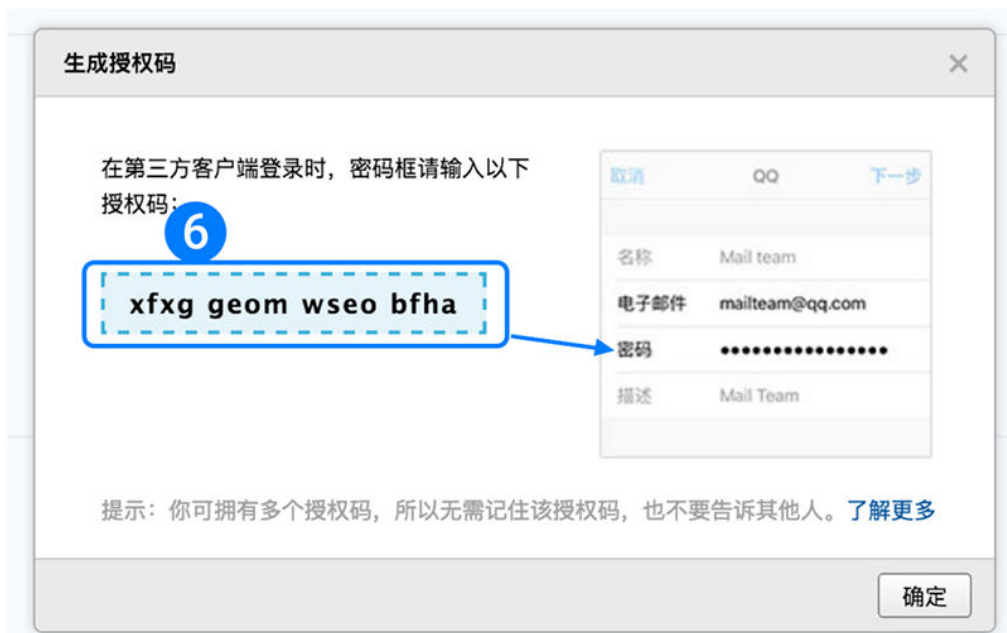 生成授权码
×
在第三方客户端登录时，密码框请输入以下
授权码：
6
xfxg geom wseo bfha
取消 QQ 下一步
名称 Mail team
电子邮件 mailteam@qq.com
密码 ••••••••••••••••
描述 Mail Team
提示：你可拥有多个授权码，所以无需记住该授权码，也不要告诉其他人。了解更多
确定